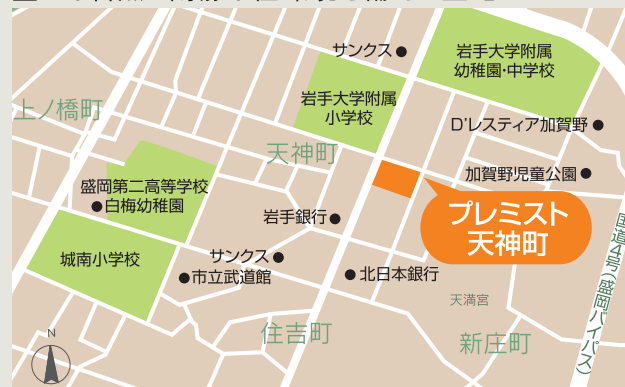 サンクス
岩手大学附属
幼稚園・中学校
岩手大学附属
小学校
上ノ橋町
D'レスティア加賀野
天神町
加賀野児童公園
盛岡第二高等学校
白梅幼稚園
プレミスト
天神町
岩手銀行
国道4号(盛岡バイパス)
城南小学校
サンクス
市立武道館
北日本銀行
天満宮
住吉町
新庄町
N